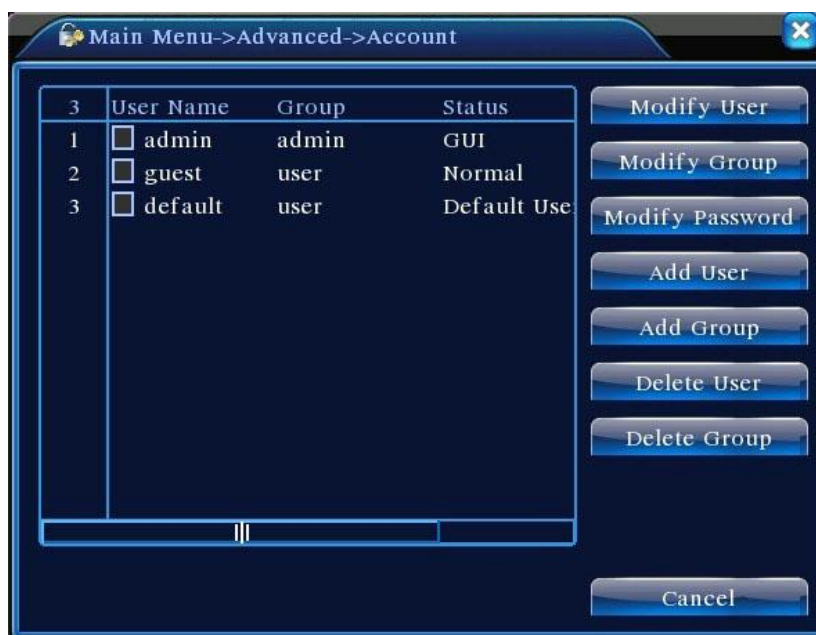 Main Menu->Advanced->Account
3 User Name Group Status
1 admin admin GUI
2 guest user Normal
3 default user Default Use
Modify User
Modify Group
Modify Password
Add User
Add Group
Delete User
Delete Group
Cancel